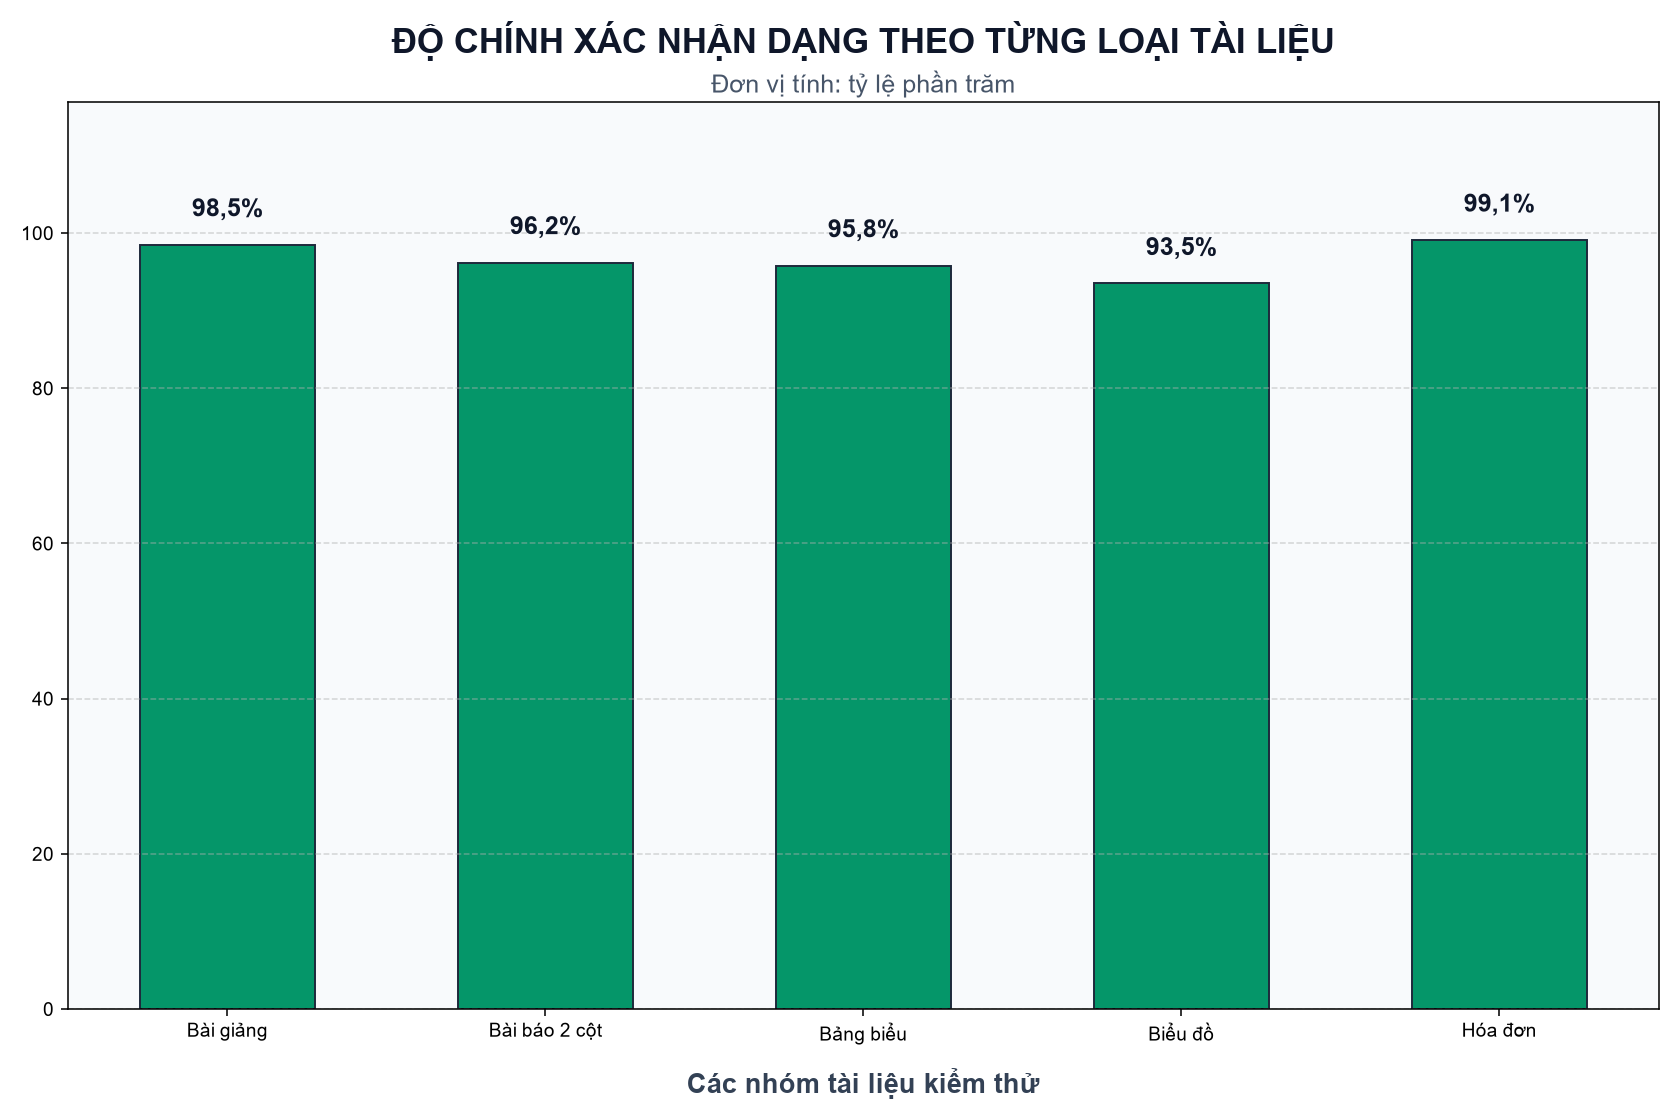 ĐỘ CHÍNH XÁC NHẬN DẠNG THEO TỪNG LOẠI TÀI LIỆU
Đơn vị tính: tỷ lệ phần trăm
98,5%
96,2%
95,8%
93,5%
99,1%
100
80
60
40
20
0
Bài giảng
Bài báo 2 cột
Bảng biểu
Biểu đồ
Hóa đơn
Các nhóm tài liệu kiểm thử